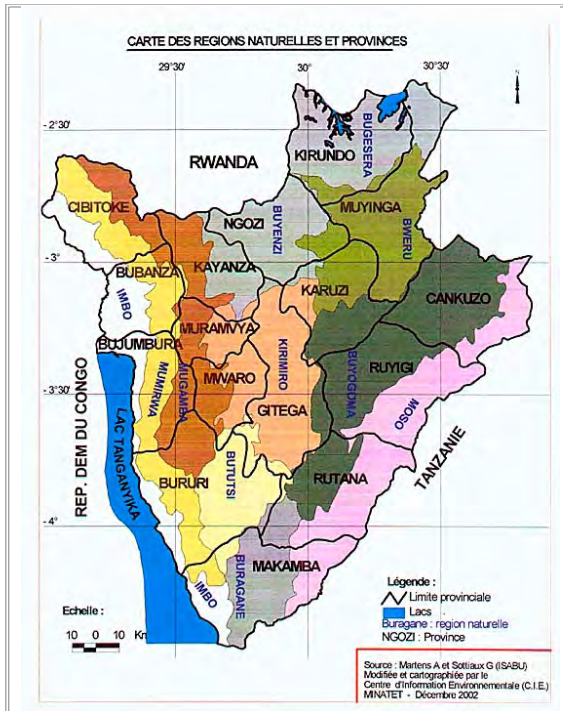 CARTE DES REGIONS NATURELLES ET PROVINCES
29°30
30°
30°30
N
- 2°30
BUGESERA
KIRUNDO
RWANDA
CIBITOKE
NGOZI
BUYENZI
MUYINGA
BWERU
- 3°
BUBANZA
KAYANZA
KARUZI
CANKUZO
IMBO
MURAMVYA
BUJUMBURA
KIRIMIRO
BUYOGOMA
RUYIGI
MUMIRWA
MUGAMBA
MWARO
- 3°30
GITEGA
MOSO
LAC TANGANYIKA
REP. DEM DU CONGO
BUTUTSI
BURURI
RUTANA
TANZANIE
- 4°
MAKAMBA
BURAGANE
IMBO
Légende :
Limite provinciale
Lacs
Buragane : region naturelle
NGOZI : Province
Echelle :
10 0 10 Km
Source : Martens A et Sottiaux G (ISABU)
Modifiée et cartographiée par le
Centre d'Information Environnementale (C.I.E.)
MINATET - Décembre 2002